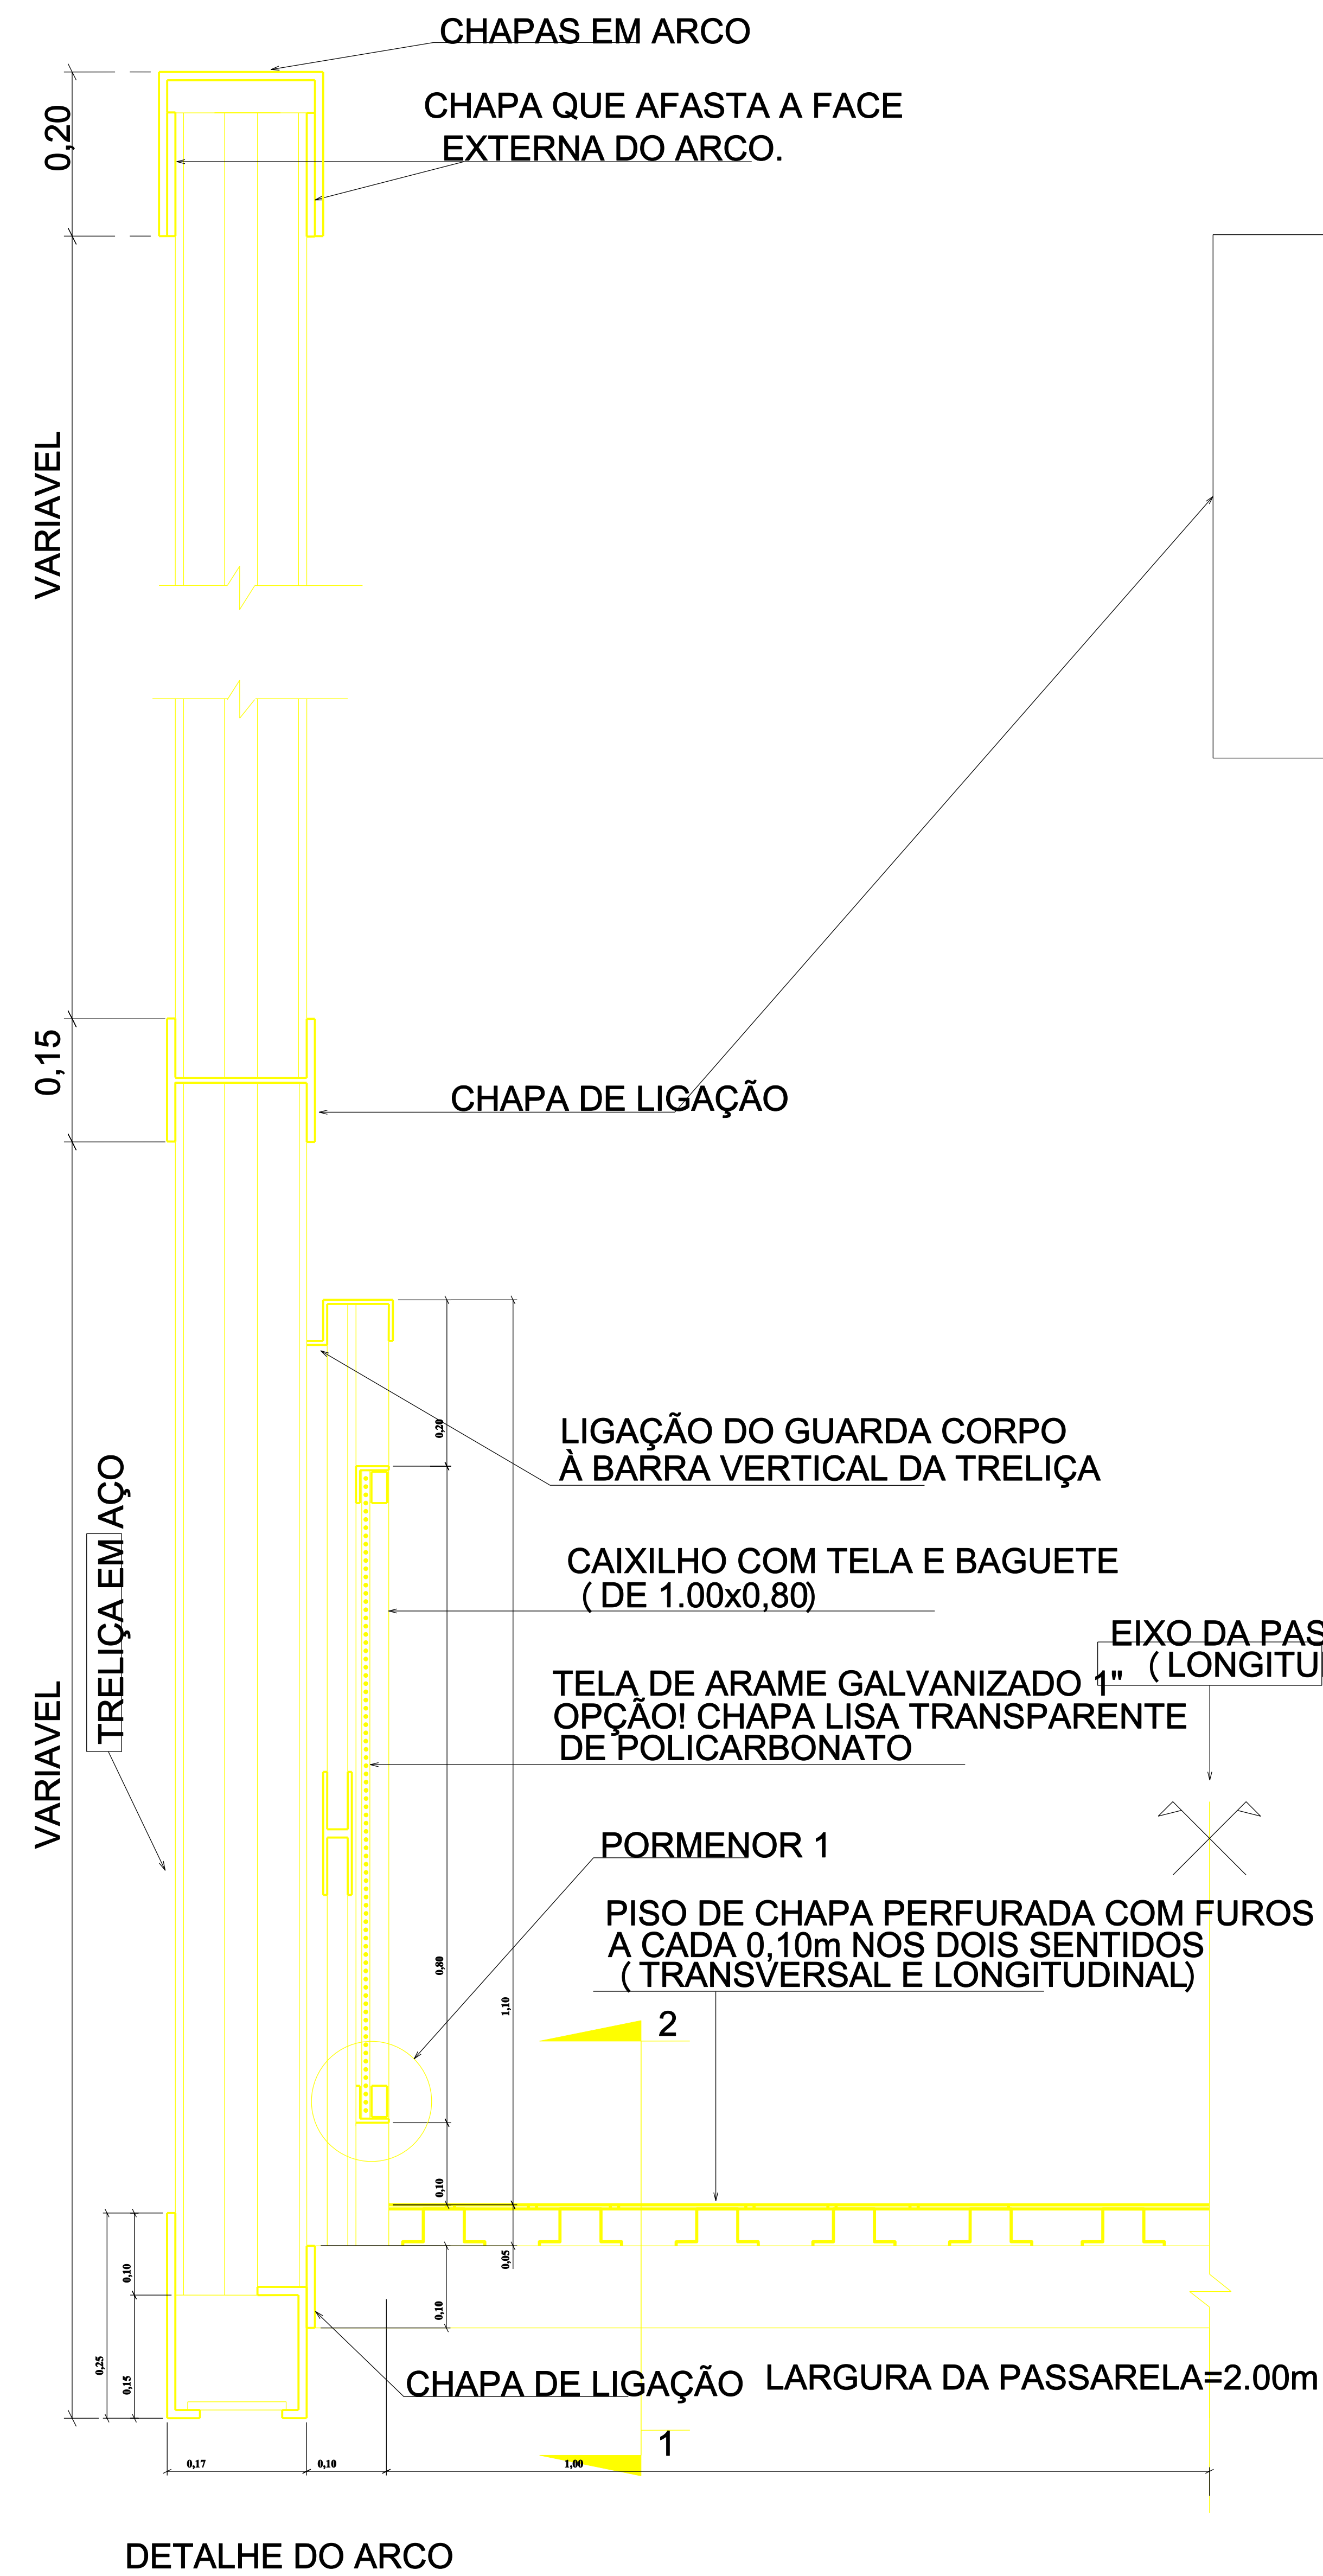 CHAPAS EM ARCO
CHAPA QUE AFASTA A FACE
EXTERNA DO ARCO.
0,20
VARIAVEL
0,15
CHAPA DE LIGAÇÃO
0,20
LIGAÇÃO DO GUARDA CORPO
À BARRA VERTICAL DA TRELIÇA
TRELIÇA EM AÇO
CAIXILHO COM TELA E BAGUETE
( DE 1.00x0,80)
EIXO DA PAS
( LONGITU
TELA DE ARAME GALVANIZADO 1"
OPÇÃO! CHAPA LISA TRANSPARENTE
DE POLICARBONATO
VARIAVEL
PORMENOR 1
PISO DE CHAPA PERFURADA COM FUROS
A CADA 0,10m NOS DOIS SENTIDOS
( TRANSVERSAL E LONGITUDINAL)
0,80
1,10
2
0,10
0,05
0,10
0,10
0,25
0,15
CHAPA DE LIGAÇÃO
LARGURA DA PASSARELA=2.00m
1
0,17
0,10
1,00
DETALHE DO ARCO